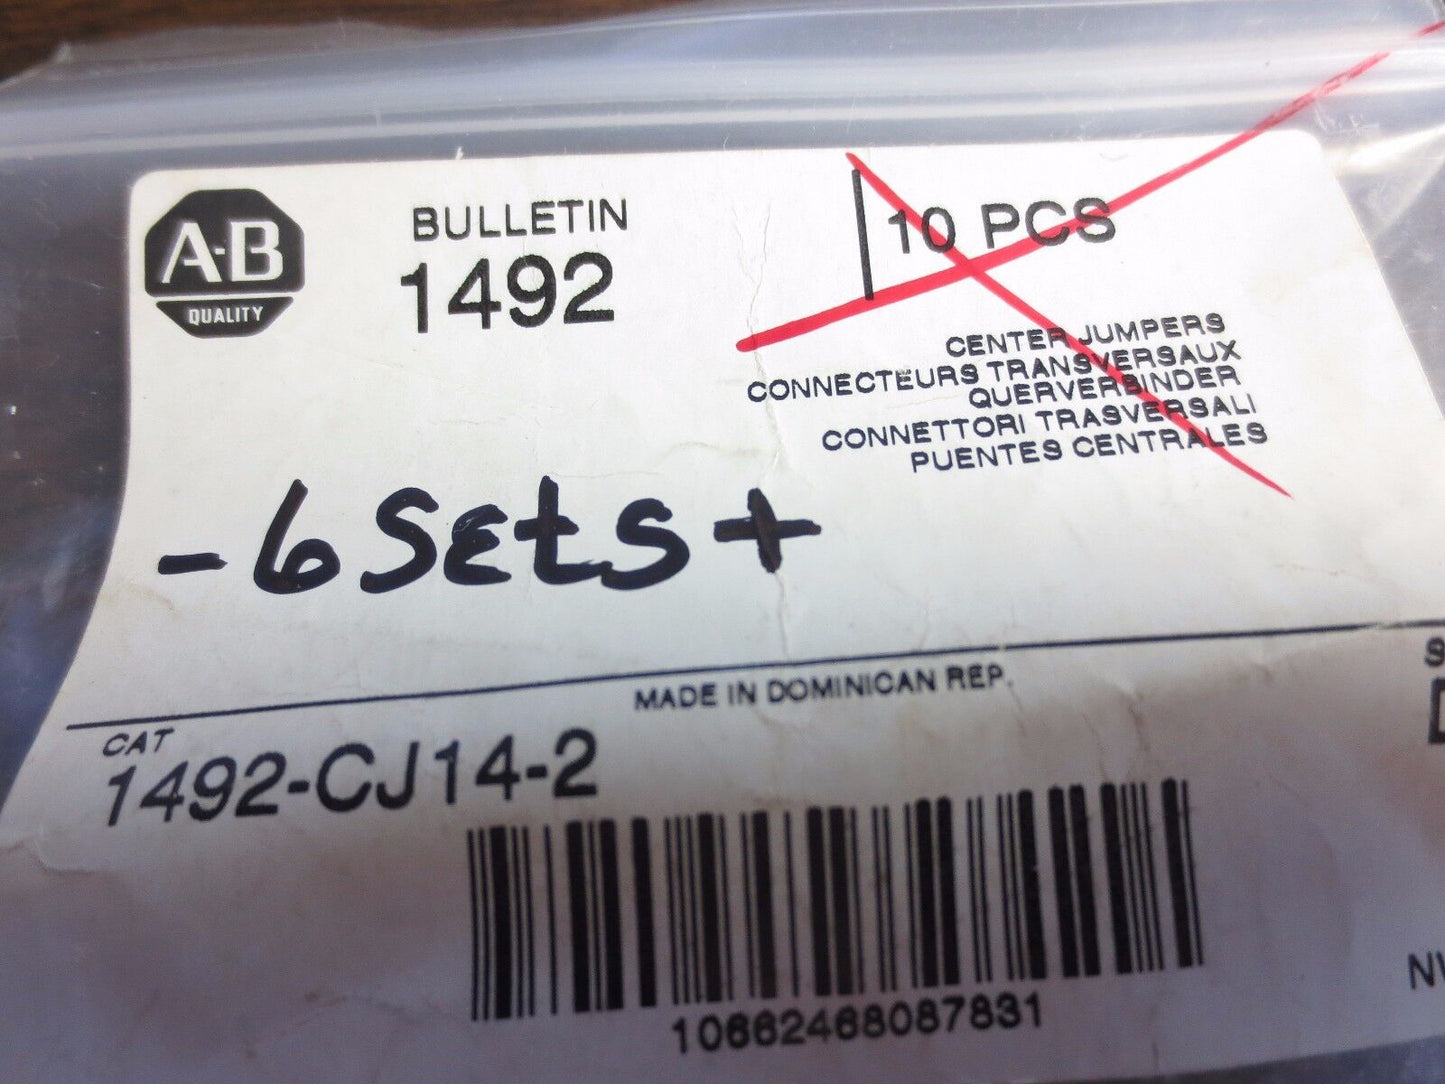 A-B
QUALITY
BULLETIN
1492
10 PCS
CENTER JUMPERS
CONNECTEURS TRANSVERSAUX
QUERVERBINDER
CONNETTORI TRASVERSALI
PUENTES CENTRALES
- 6 Sets +
MADE IN DOMINICAN REP.
CAT
1492-CJ14-2
10662468087831